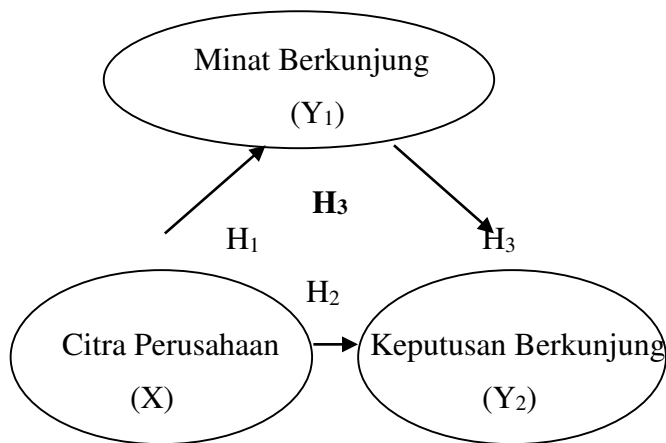 Minat Berkunjung
(Y₁)
H₃
H₁
H₃
H₂
Citra Perusahaan
(X)
Keputusan Berkunjung
(Y₂)